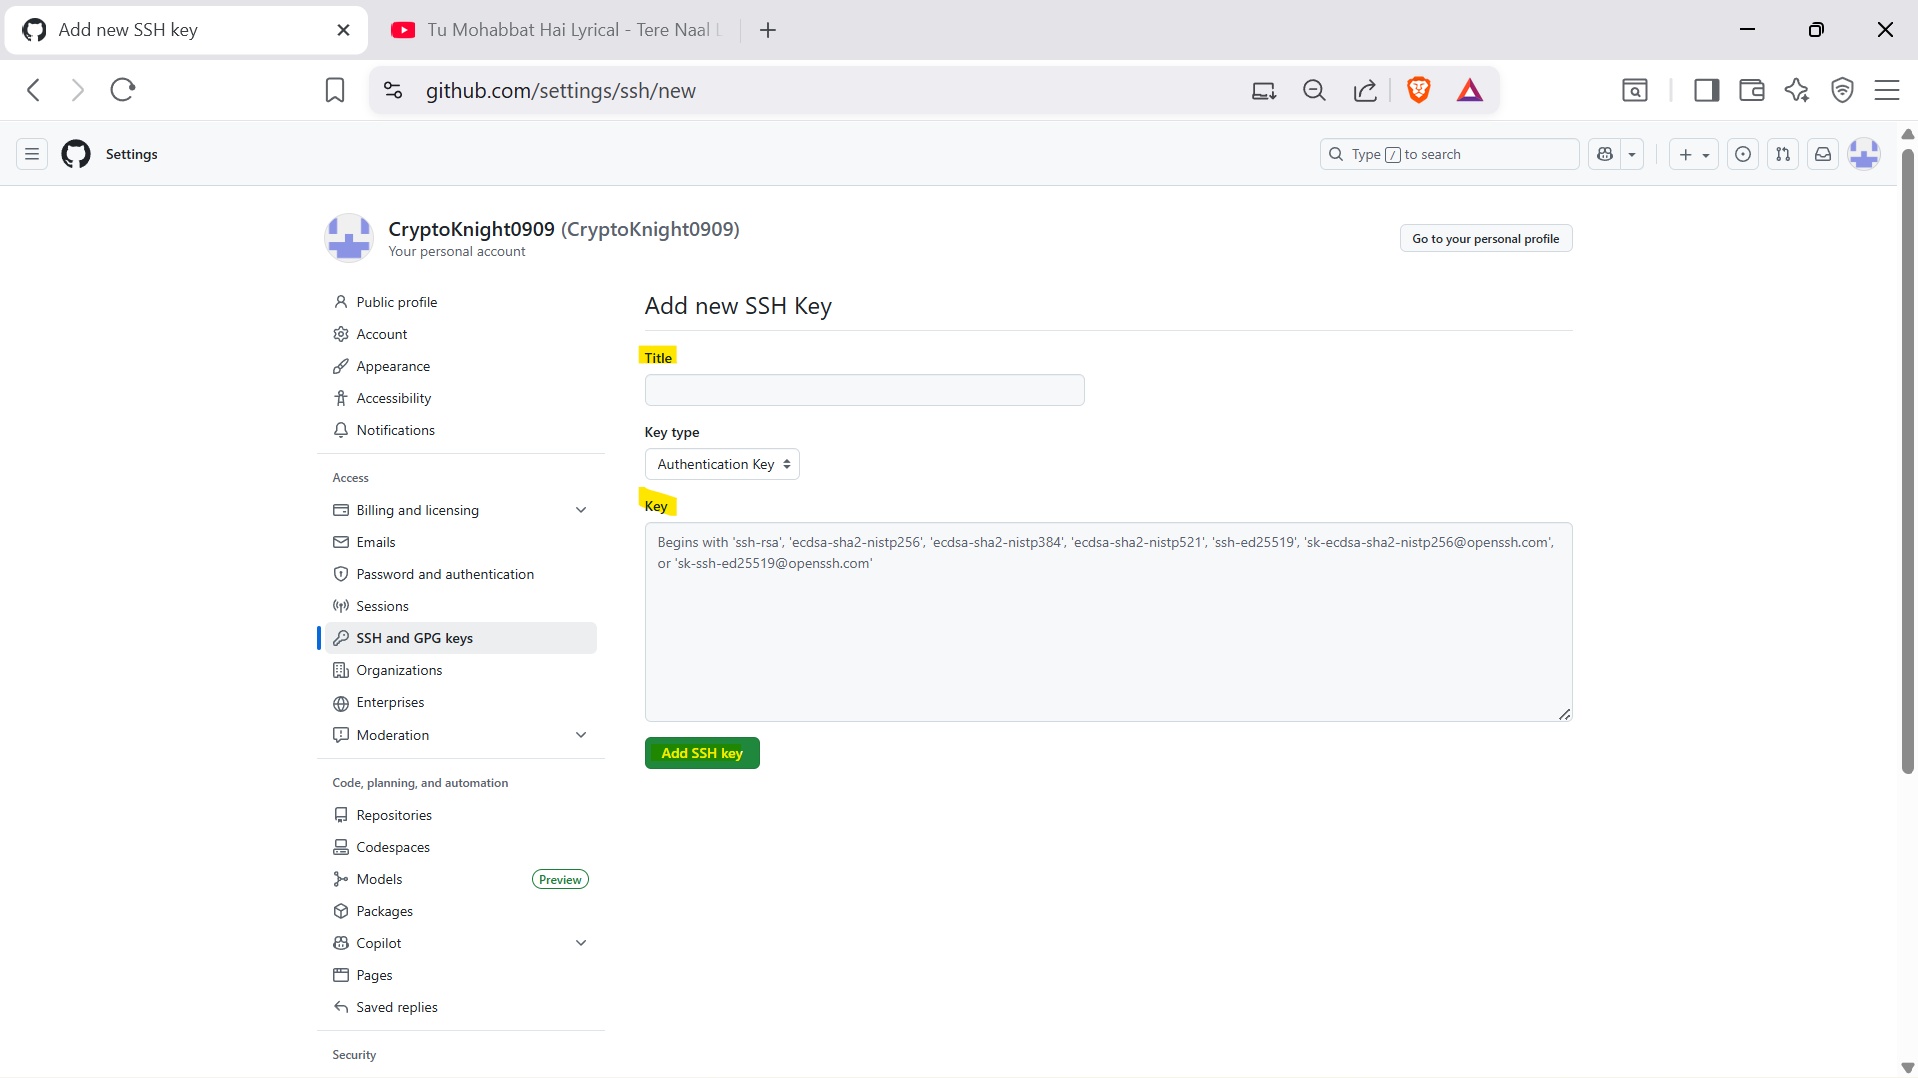 Add new SSH key
Tu Mohabbat Hai Lyrical - Tere Naal L
github.com/settings/ssh/new
Settings
Type / to search
CryptoKnight0909 (CryptoKnight0909)
Your personal account
Go to your personal profile
Public profile
Account
Appearance
Accessibility
Notifications
Access
Billing and licensing
Emails
Password and authentication
Sessions
SSH and GPG keys
Organizations
Enterprises
Moderation
Code, planning, and automation
Repositories
Codespaces
Models
Preview
Packages
Copilot
Pages
Saved replies
Security
Add new SSH Key
Title
Key type
Authentication Key
Key
Begins with 'ssh-rsa', 'ecdsa-sha2-nistp256', 'ecdsa-sha2-nistp384', 'ecdsa-sha2-nistp521', 'ssh-ed25519', 'sk-ecdsa-sha2-nistp256@openssh.com',
or 'sk-ssh-ed25519@openssh.com'
Add SSH key